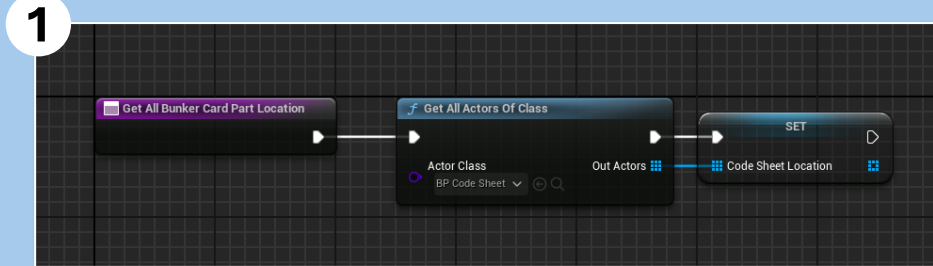 1
Get All Bunker Card Part Location
f Get All Actors Of Class
SET
Actor Class
Out Actors
Code Sheet Location
BP Code Sheet